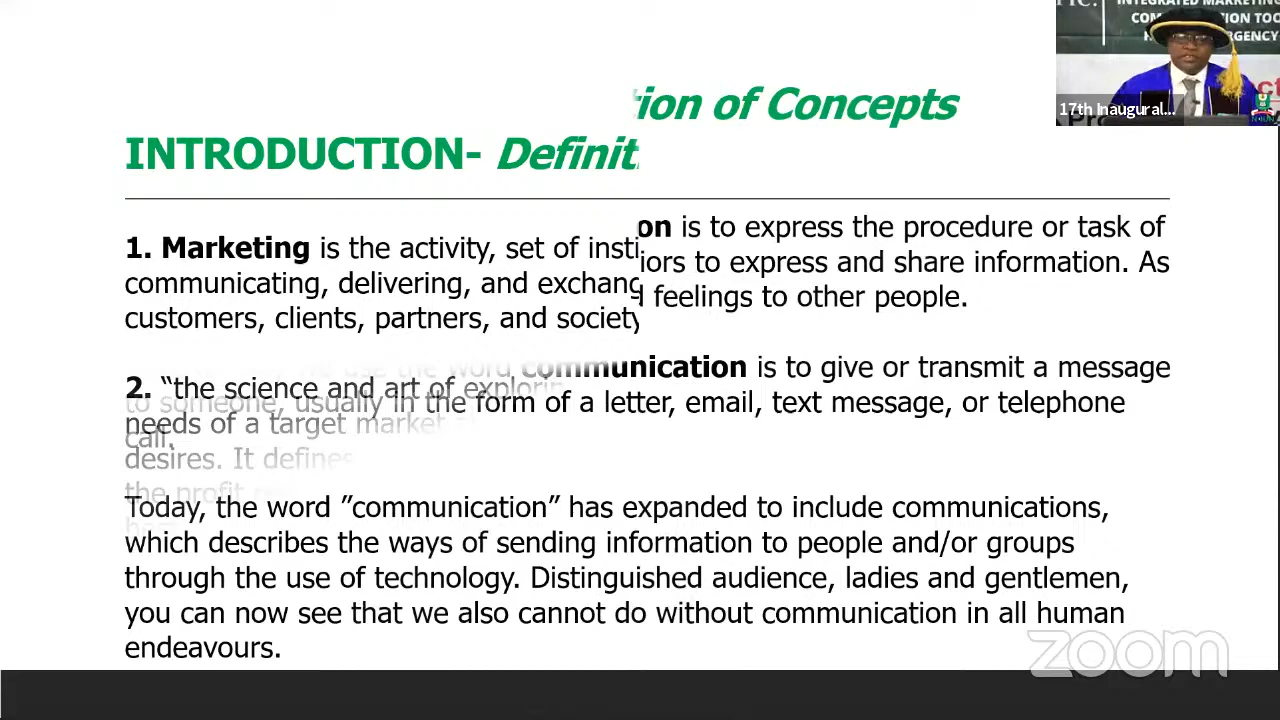 INTEGRATED MARKETING
17th Inaugural...
tion of Concepts
INTRODUCTION- Definit
on is to express the procedure or task of
1. Marketing is the activity, set of insti
iors to express and share information. As
communicating, delivering, and exchang
feelings to other people.
customers, clients, partners, and society
use the word communication is to give or transmit a message
2. “the science and art of explorin
to someone, usually in the form of a letter, email, text message, or telephone
needs of a target market
call.
desires. It defines
the profit
Today, the word ”communication” has expanded to include communications,
which describes the ways of sending information to people and/or groups
through the use of technology. Distinguished audience, ladies and gentlemen,
you can now see that we also cannot do without communication in all human
endeavours.
zoom